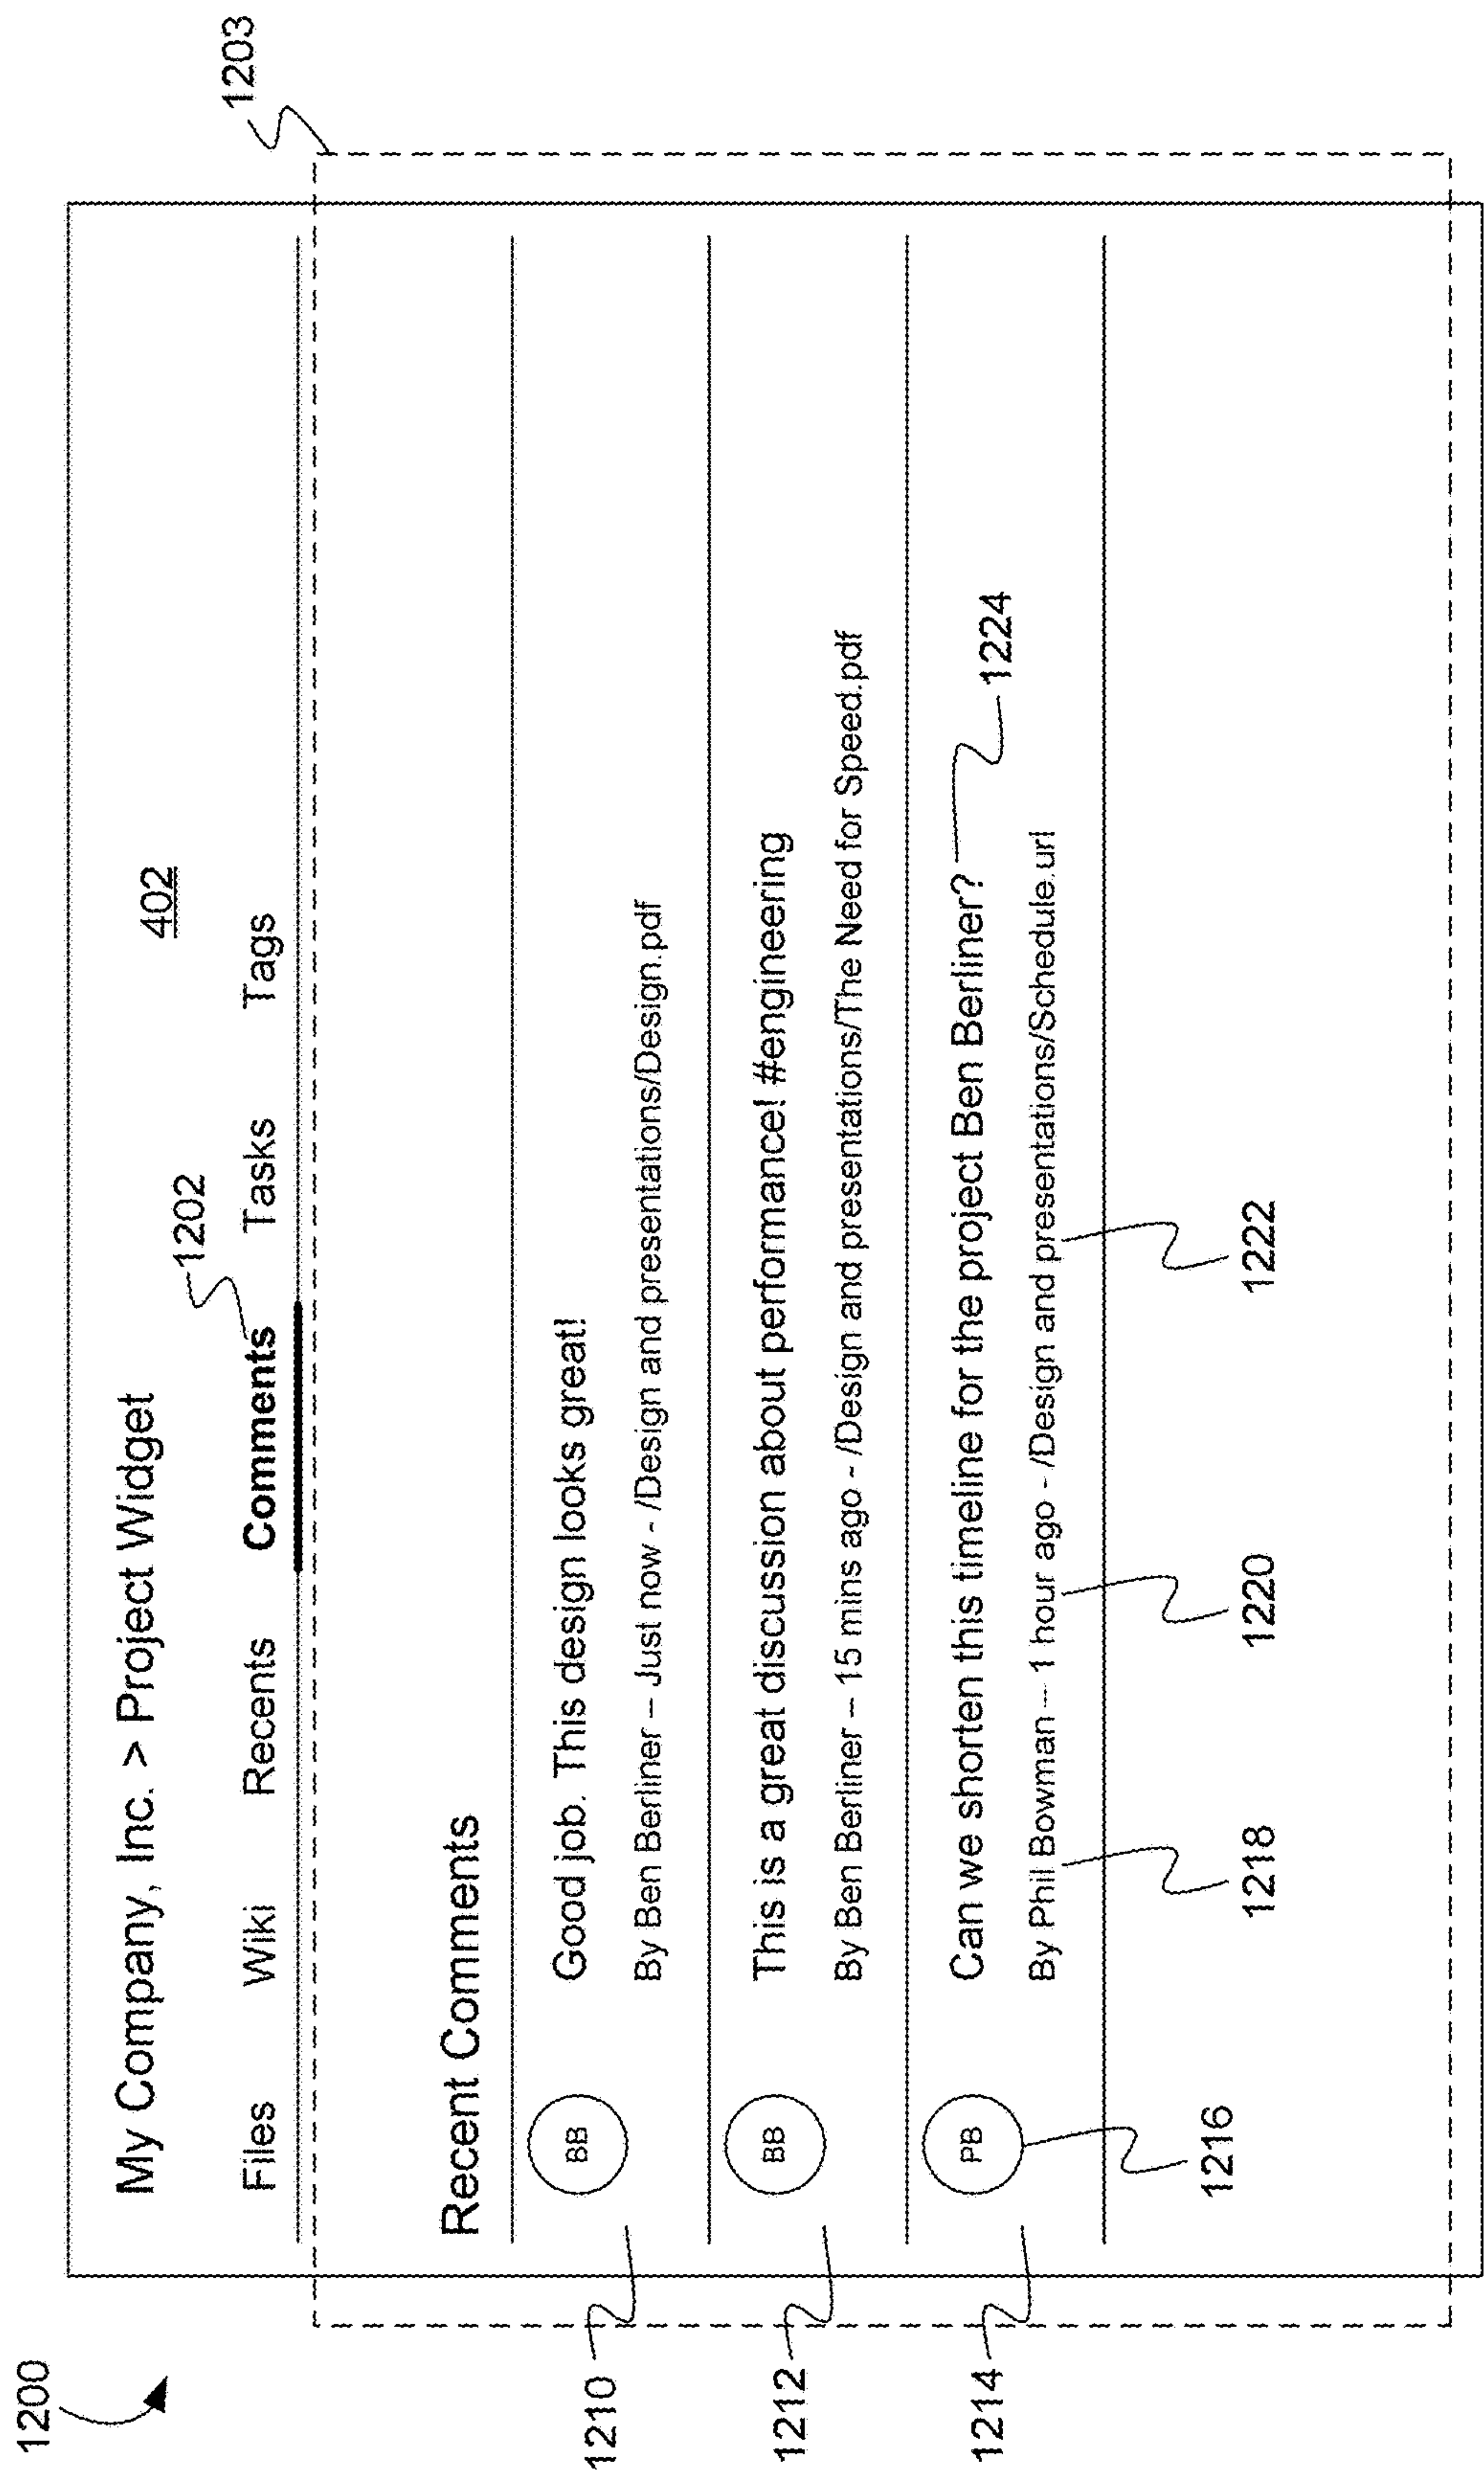 1200
1203
My Company, Inc. > Project Widget
402
1202
Files Wiki Recents Comments Tasks Tags
Recent Comments
1210
BB
Good job. This design looks great!
By Ben Berliner – Just now - /Design and presentations/Design.pdf
1212
BB
This is a great discussion about performance! #engineering
By Ben Berliner – 15 mins ago - /Design and presentations/The Need for Speed.pdf
1214
PB
Can we shorten this timeline for the project Ben Berliner?
1224
By Phil Bowman – 1 hour ago - /Design and presentations/Schedule.url
1216
1218
1220
1222